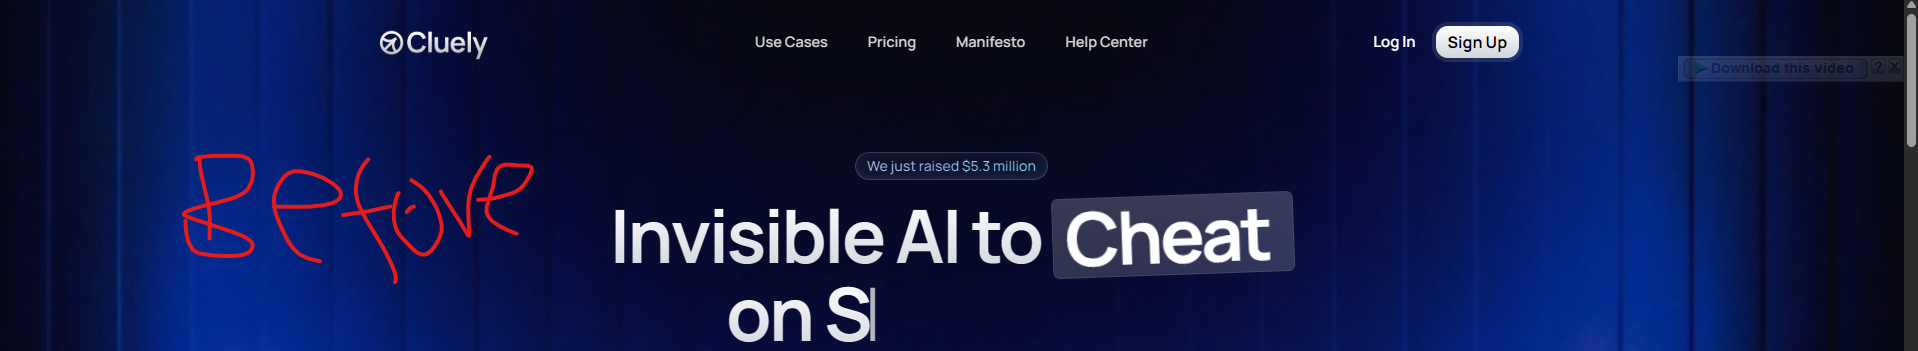 Cluely
Use Cases Pricing Manifesto Help Center
Log In Sign Up
Download this video ? X
Before
We just raised $5.3 million
Invisible AI to Cheat
on S